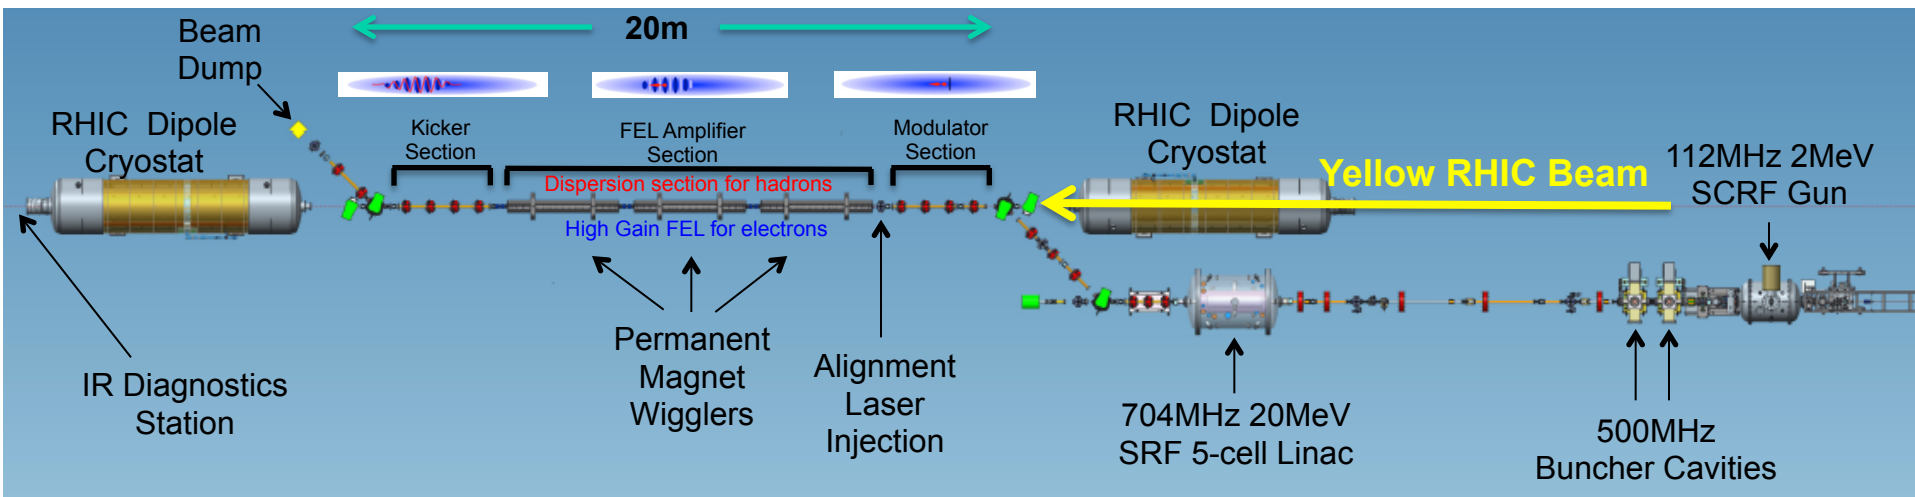 Beam
Dump
20m
RHIC  Dipole
Cryostat
Kicker
Section
FEL Amplifier
Section
Modulator
Section
RHIC  Dipole
Cryostat
Yellow RHIC Beam
112MHz 2MeV
SCRF Gun
Dispersion section for hadrons
High Gain FEL for electrons
IR Diagnostics
Station
Permanent
Magnet
Wigglers
Alignment
Laser
Injection
704MHz 20MeV
SRF 5-cell Linac
500MHz
Buncher Cavities